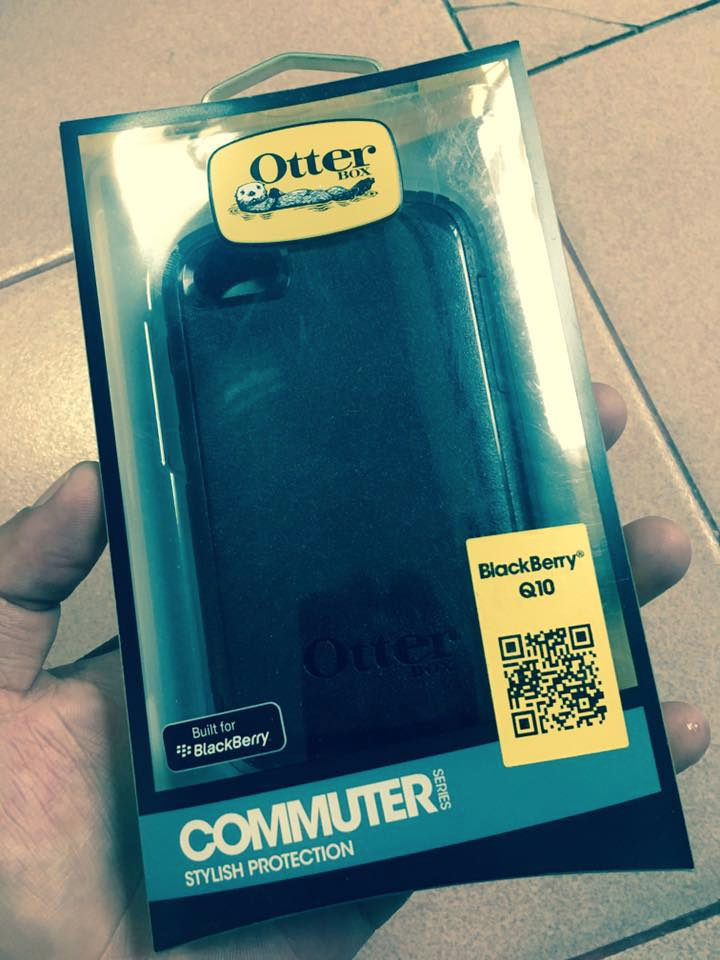 Otter
BOX
Otter
BOX
BlackBerry®
Q10
Built for
BlackBerry
COMMUTER SERIES
STYLISH PROTECTION